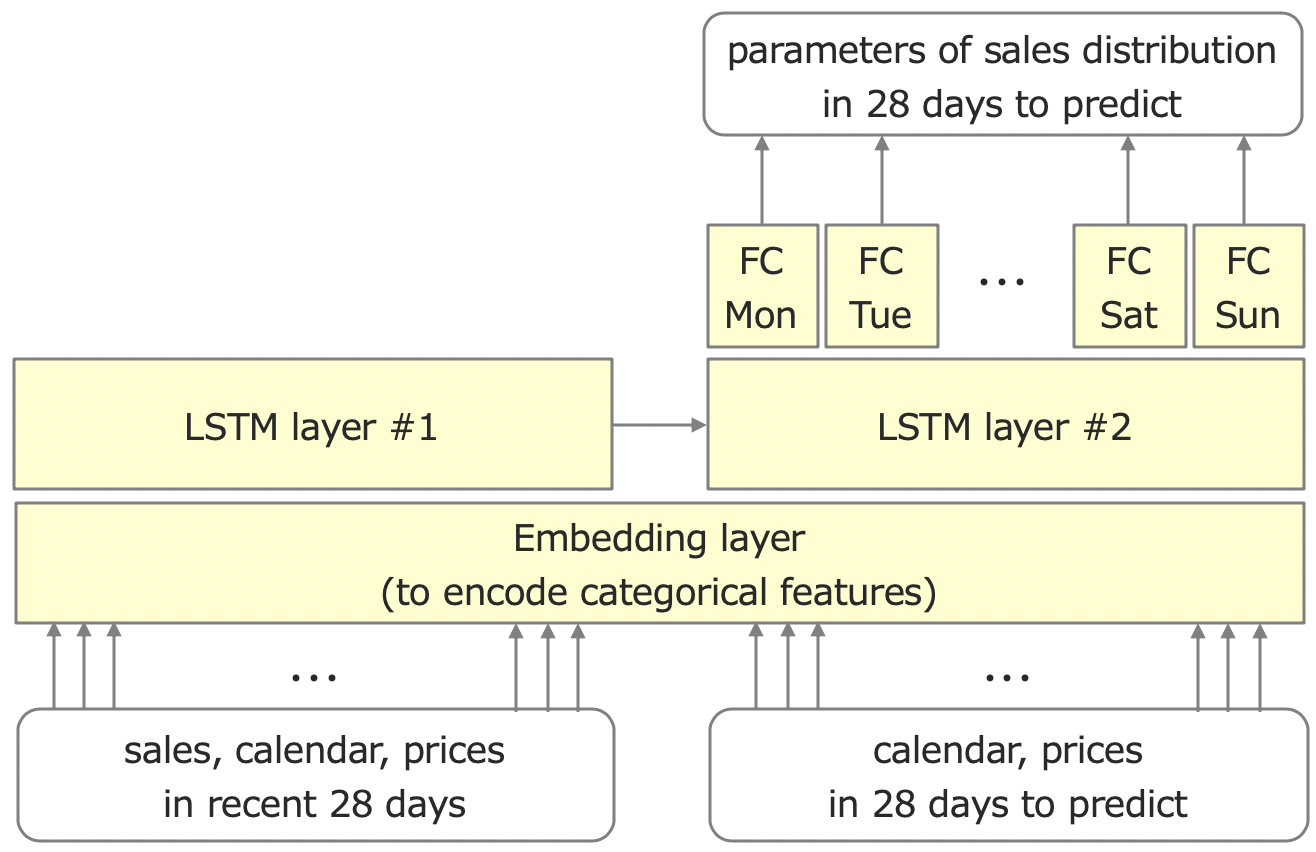 parameters of sales distribution
in 28 days to predict
FC
Mon
FC
Tue
...
FC
Sat
FC
Sun
LSTM layer #1
LSTM layer #2
Embedding layer
(to encode categorical features)
...
...
sales, calendar, prices
in recent 28 days
calendar, prices
in 28 days to predict